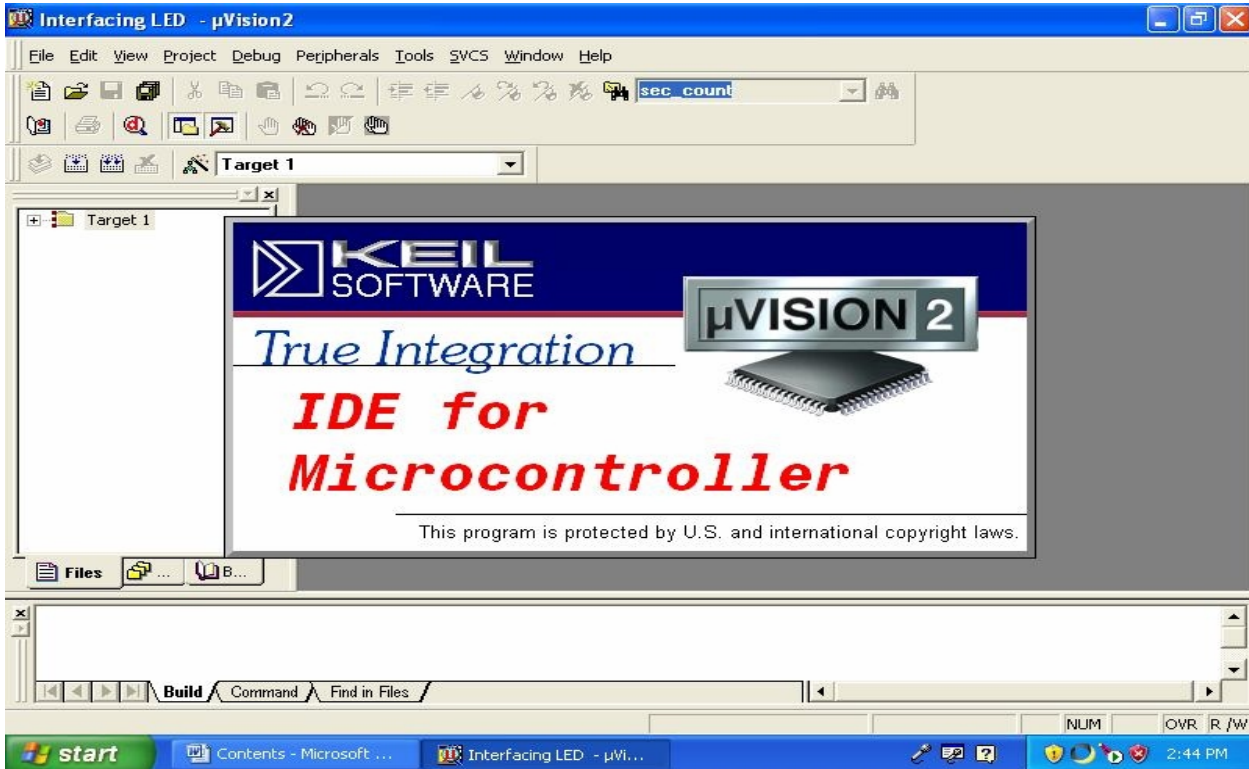 Interfacing LED - µVision2
File Edit View Project Debug Peripherals Tools SVCS Window Help
sec_count
Target 1
Target 1
KEIL
SOFTWARE
µVISION 2
True Integration
IDE for
Microcontroller
This program is protected by U.S. and international copyright laws.
Files ... B...
Build Command Find in Files
NUM OVR R /W
start Contents - Microsoft ... Interfacing LED - µVi... 2:44 PM